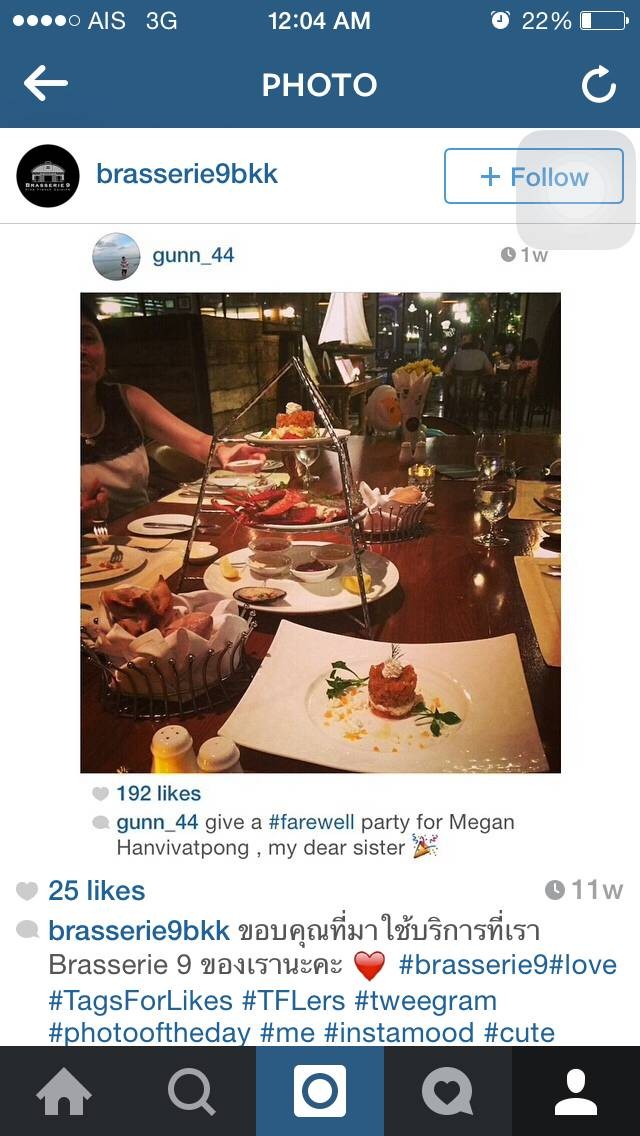 AIS 3G 12:04 AM 22%
PHOTO
BRASSERIE 9
brasserie9bkk
+ Follow
gunn_44
1w
192 likes
gunn_44 give a #farewell party for Megan
Hanvivatpong , my dear sister 🎉
25 likes
11w
brasserie9bkk ขอบคุณที่มาใช้บริการที่เรา
Brasserie 9 ของเรานะคะ ❤️ #brasserie9#love
#TagsForLikes #TFLers #tweegram
#photooftheday #me #instamood #cute